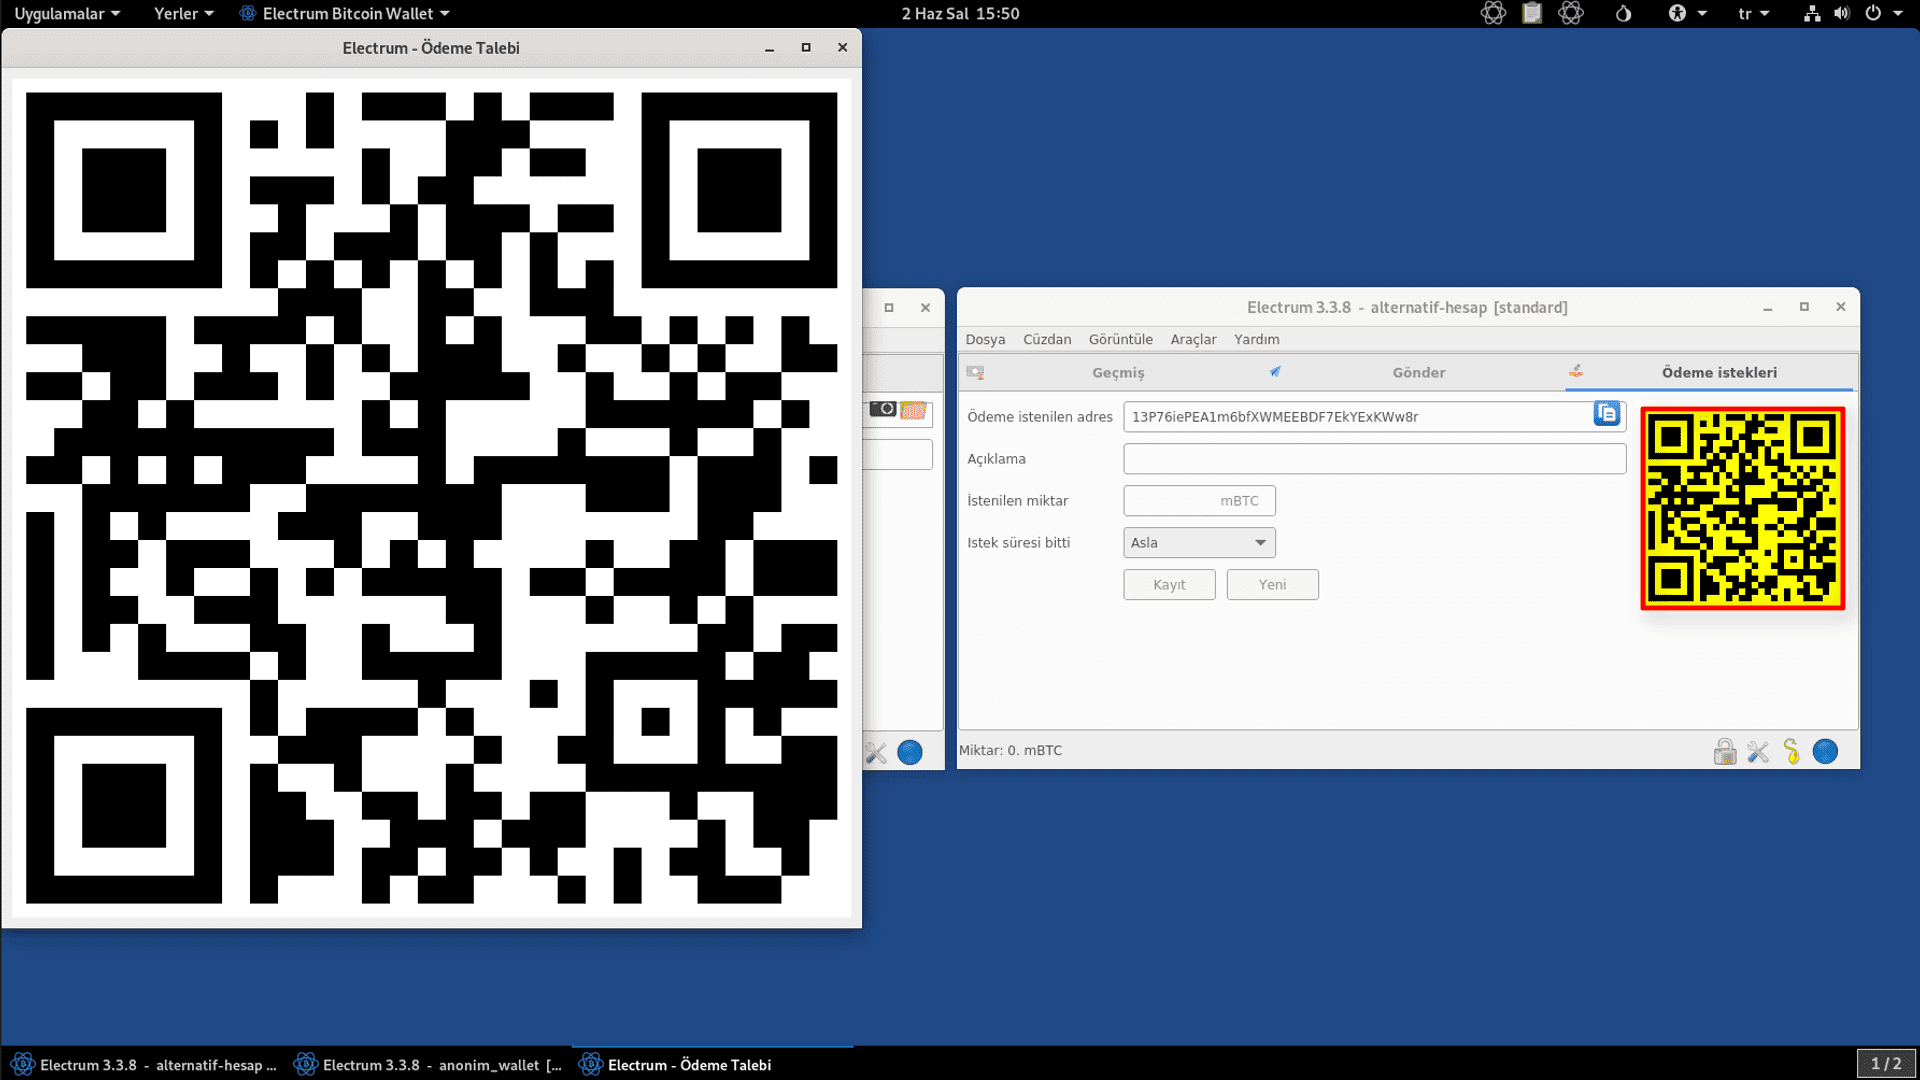 Uygulamalar Yerler Electrum Bitcoin Wallet 2 Haz Sal 15:50 tr
Electrum - Ödeme Talebi
Electrum 3.3.8 - alternatif-hesap [standard]
Dosya Cüzdan Görüntüle Araçlar Yardım
Geçmiş Gönder Ödeme istekleri
Ödeme istenilen adres 13P76iePEA1m6bfXWMEEBDF7EkYExKWw8r
Açıklama
İstenilen miktar mBTC
Istek süresi bitti Asla
Kayıt Yeni
Miktar: 0. mBTC
Electrum 3.3.8 - alternatif-hesap ... Electrum 3.3.8 - anonim_wallet [... Electrum - Ödeme Talebi 1 / 2